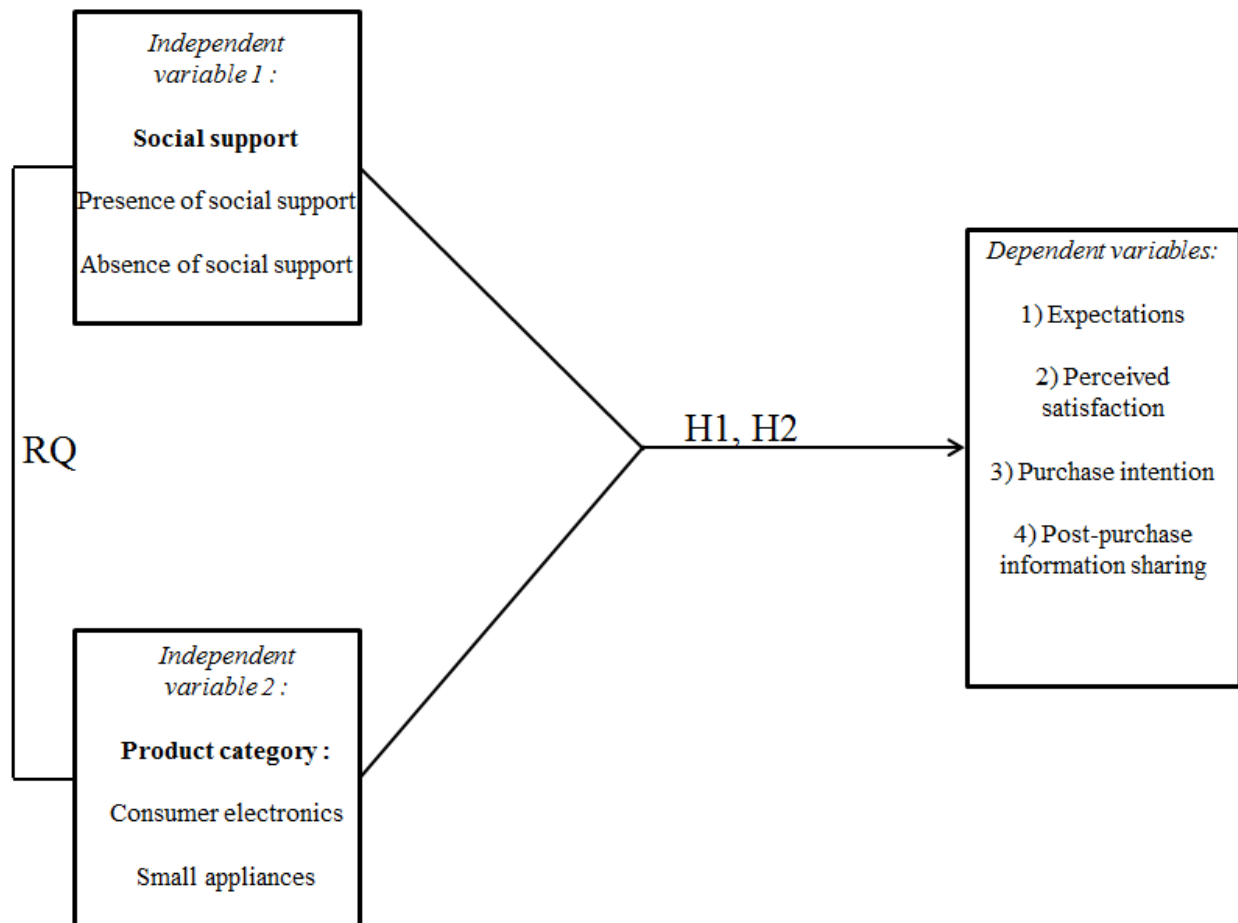 Independent
variable 1 :
Social support
Presence of social support
Absence of social support
RQ
H1, H2
Dependent variables:
1) Expectations
2) Perceived
satisfaction
3) Purchase intention
4) Post-purchase
information sharing
Independent
variable 2 :
Product category :
Consumer electronics
Small appliances